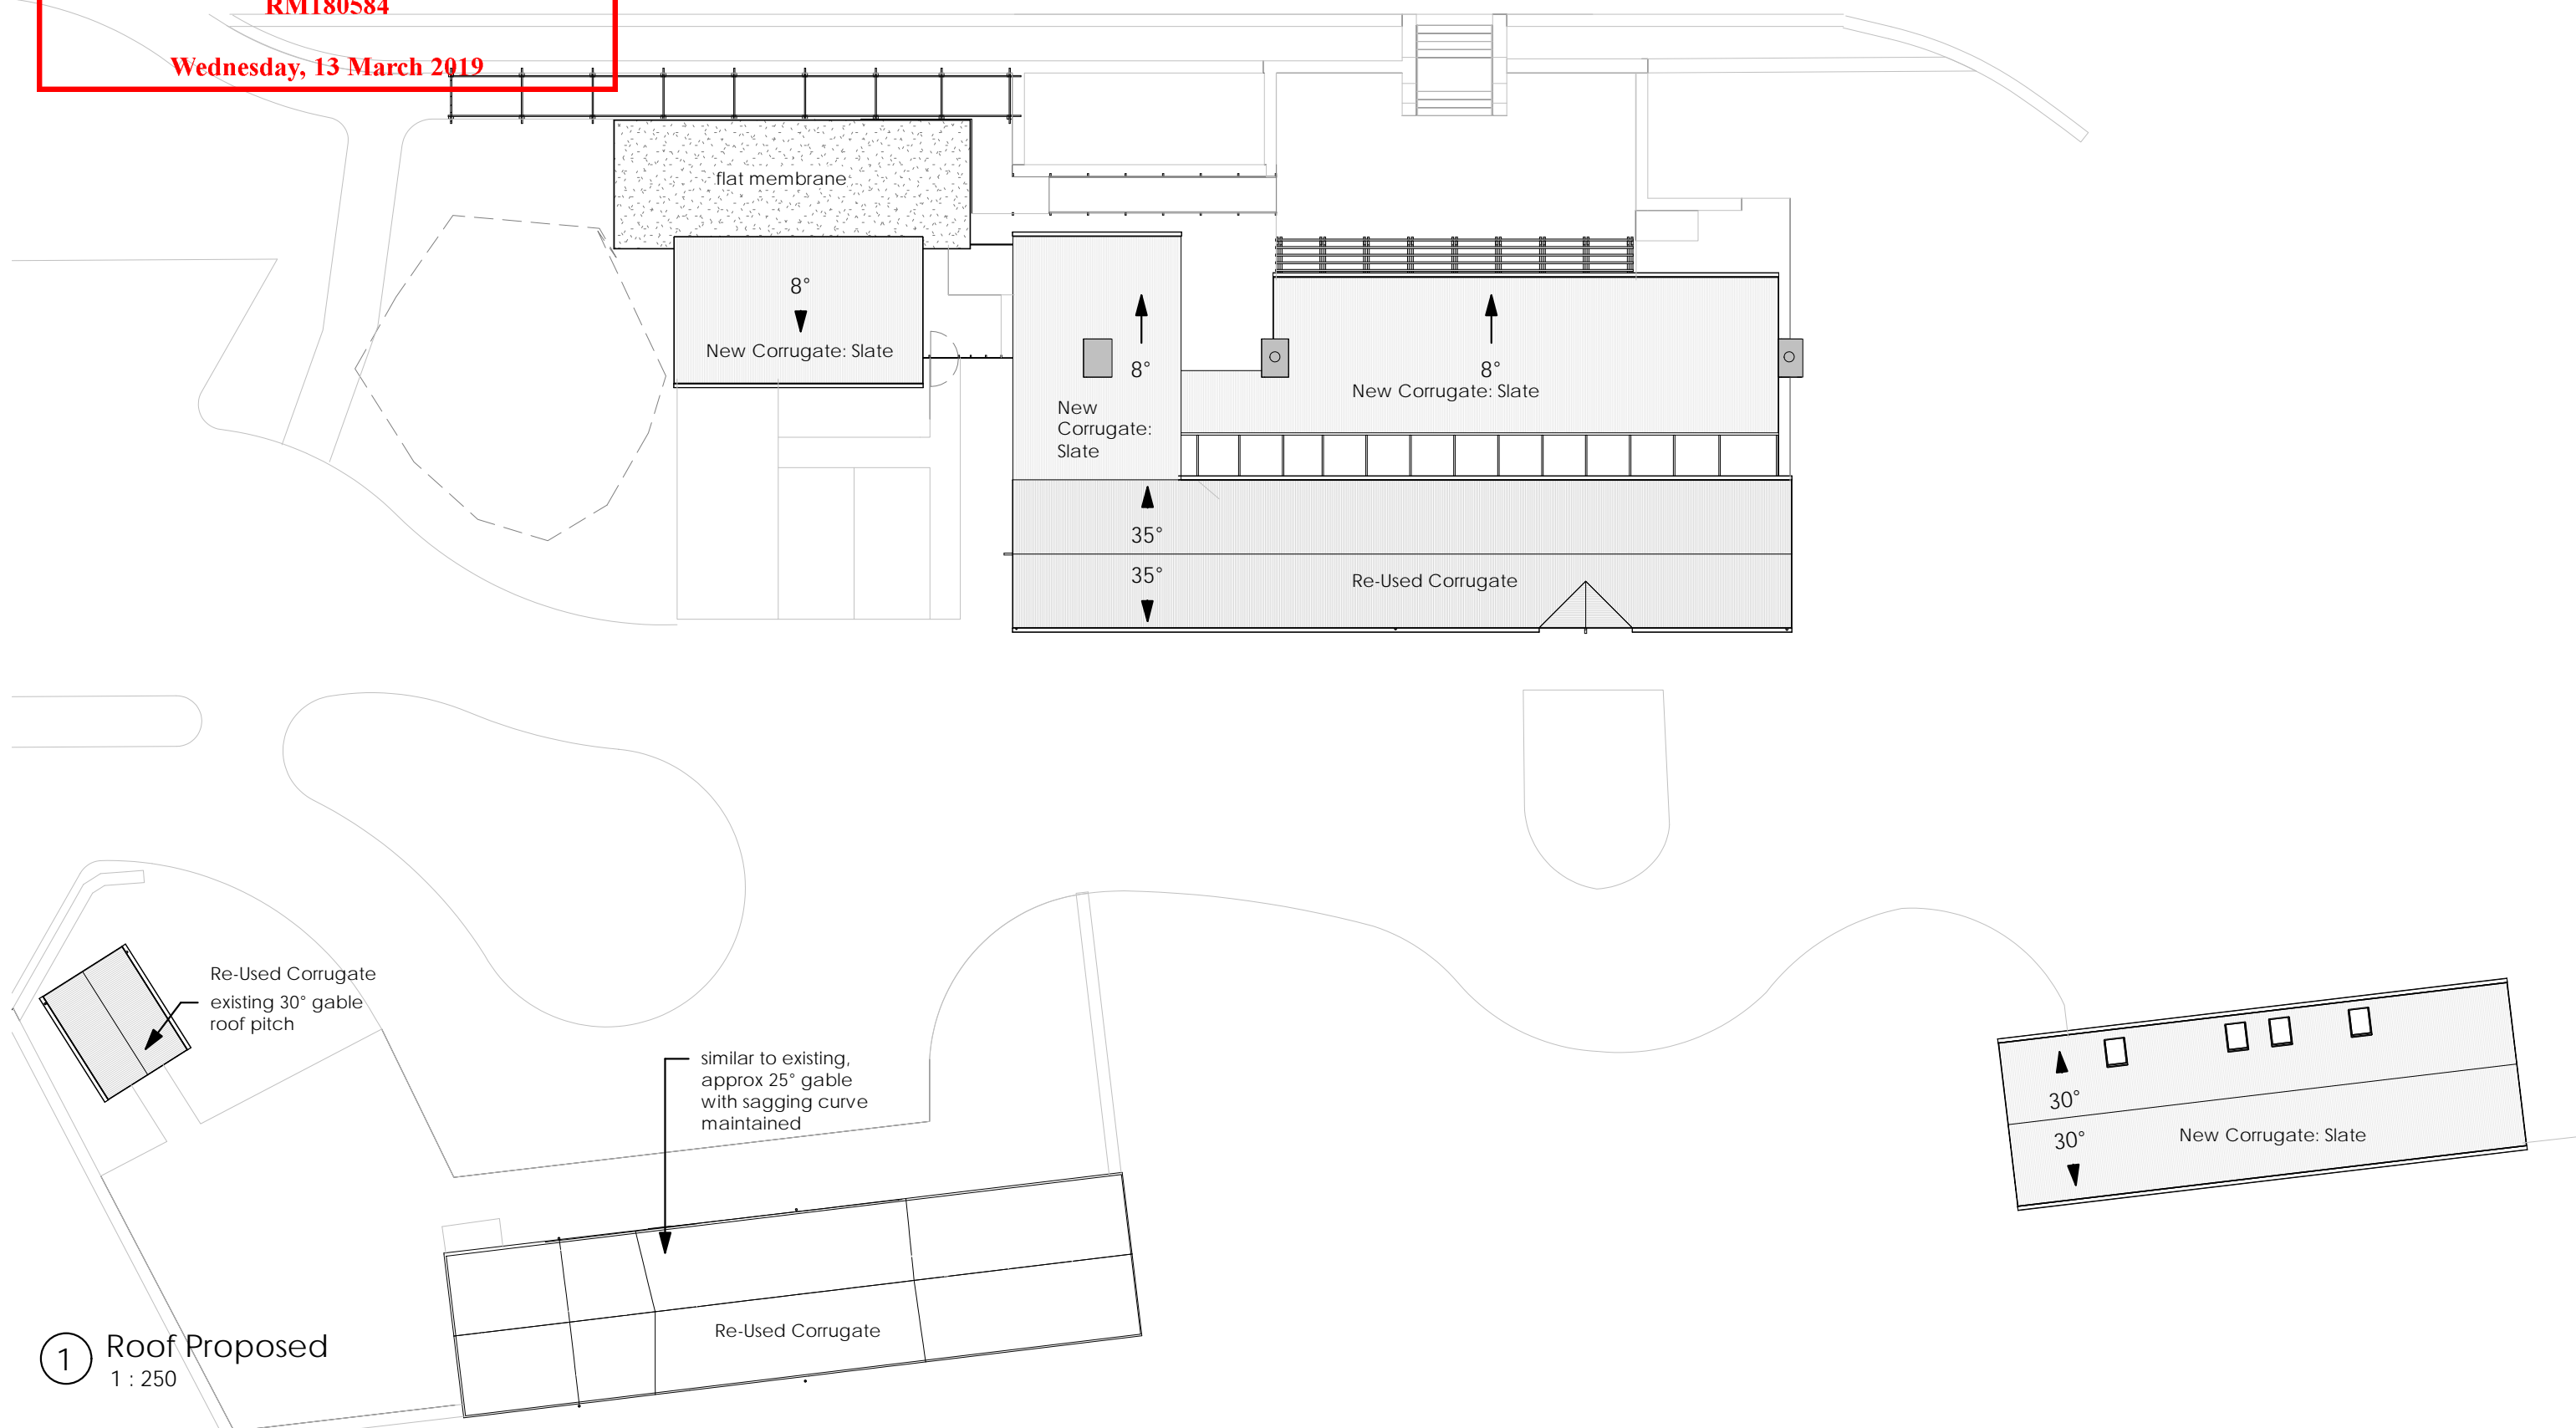 RM180584
Wednesday, 13 March 2019
flat membrane
8°
New Corrugate: Slate
8°
New
Corrugate:
Slate
8°
New Corrugate: Slate
35°
35°
Re-Used Corrugate
Re-Used Corrugate
existing 30° gable
roof pitch
similar to existing,
approx 25° gable
with sagging curve
maintained
Re-Used Corrugate
30°
30°
New Corrugate: Slate
1
Roof Proposed
1 : 250